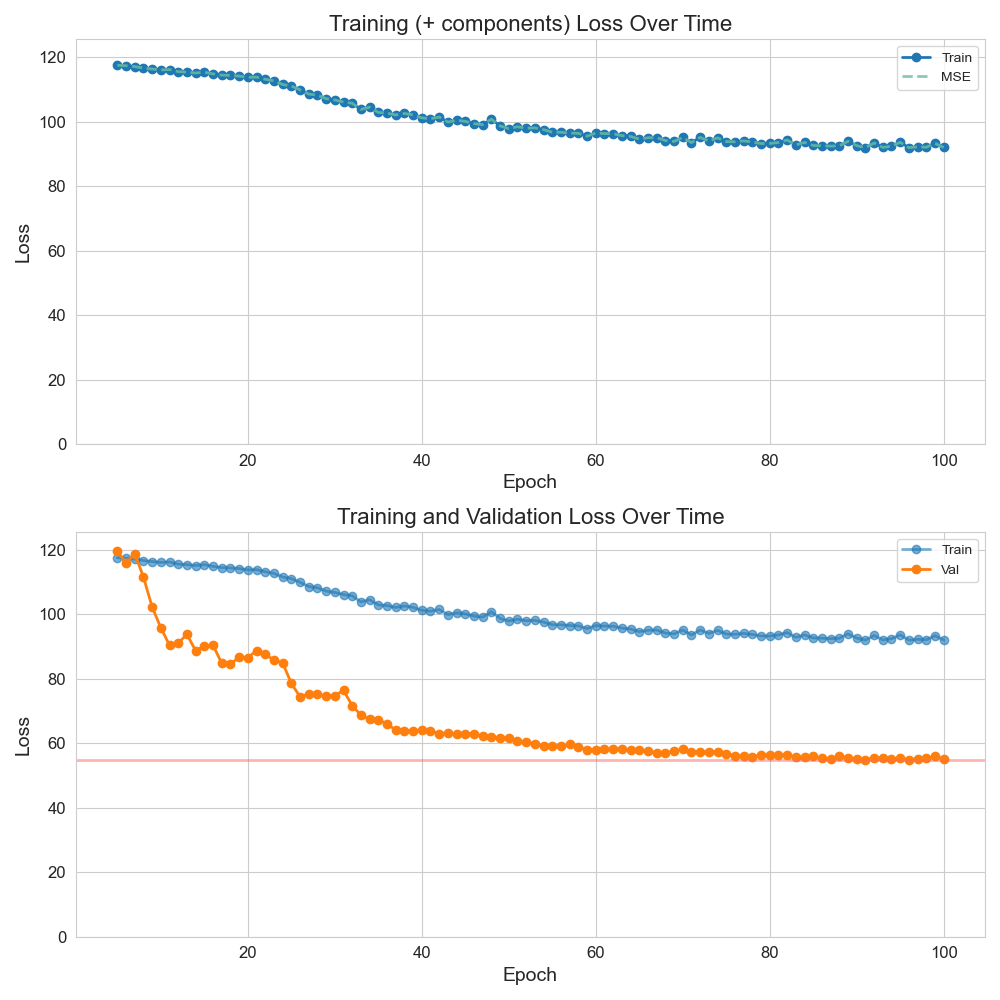 Training (+ components) Loss Over Time
120
100
80
60
40
20
0
Loss
Train
MSE
20 40 60 80 100
Epoch
Training and Validation Loss Over Time
120
100
80
60
40
20
0
Loss
Train
Val
20 40 60 80 100
Epoch